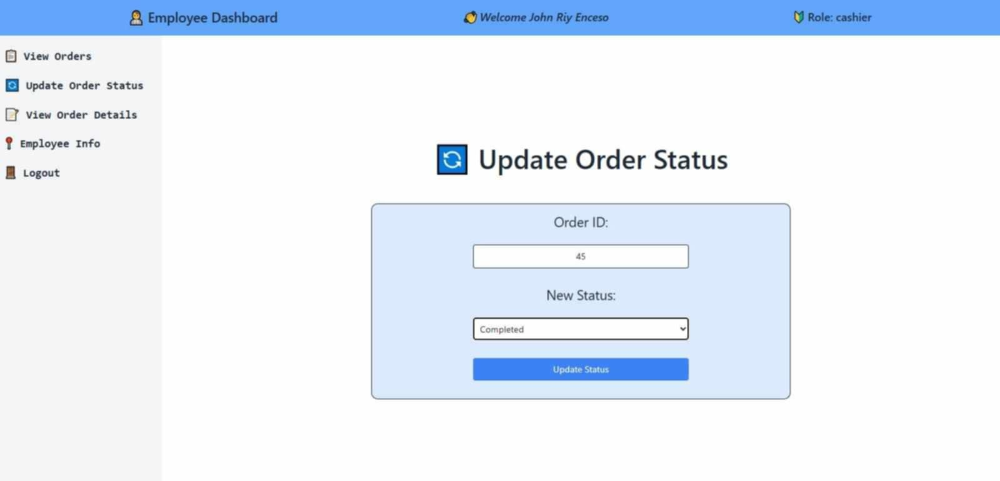 Employee Dashboard
Welcome John Riy Enceso
Role: cashier
View Orders
Update Order Status
View Order Details
Employee Info
Logout
Update Order Status
Order ID:
45
New Status:
Completed
Update Status